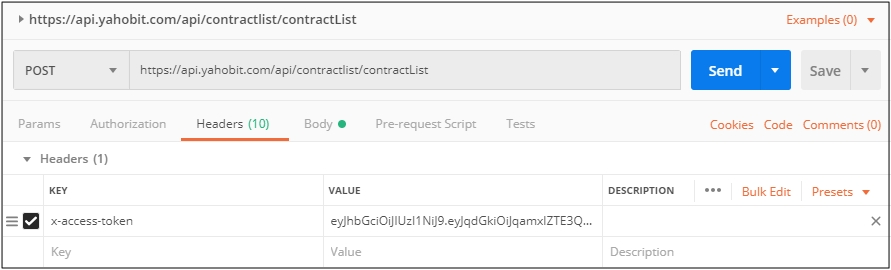 https://api.yahobit.com/api/contractlist/contractList Examples (0)
POST https://api.yahobit.com/api/contractlist/contractList Send Save
Params Authorization Headers (10) Body Pre-request Script Tests Cookies Code Comments (0)
Headers (1)
KEY VALUE DESCRIPTION ••• Bulk Edit Presets
x-access-token eyJhbGciOiJIUzI1NiJ9.eyJqdGkiOiJqamxlZTE3Q...
Key Value Description